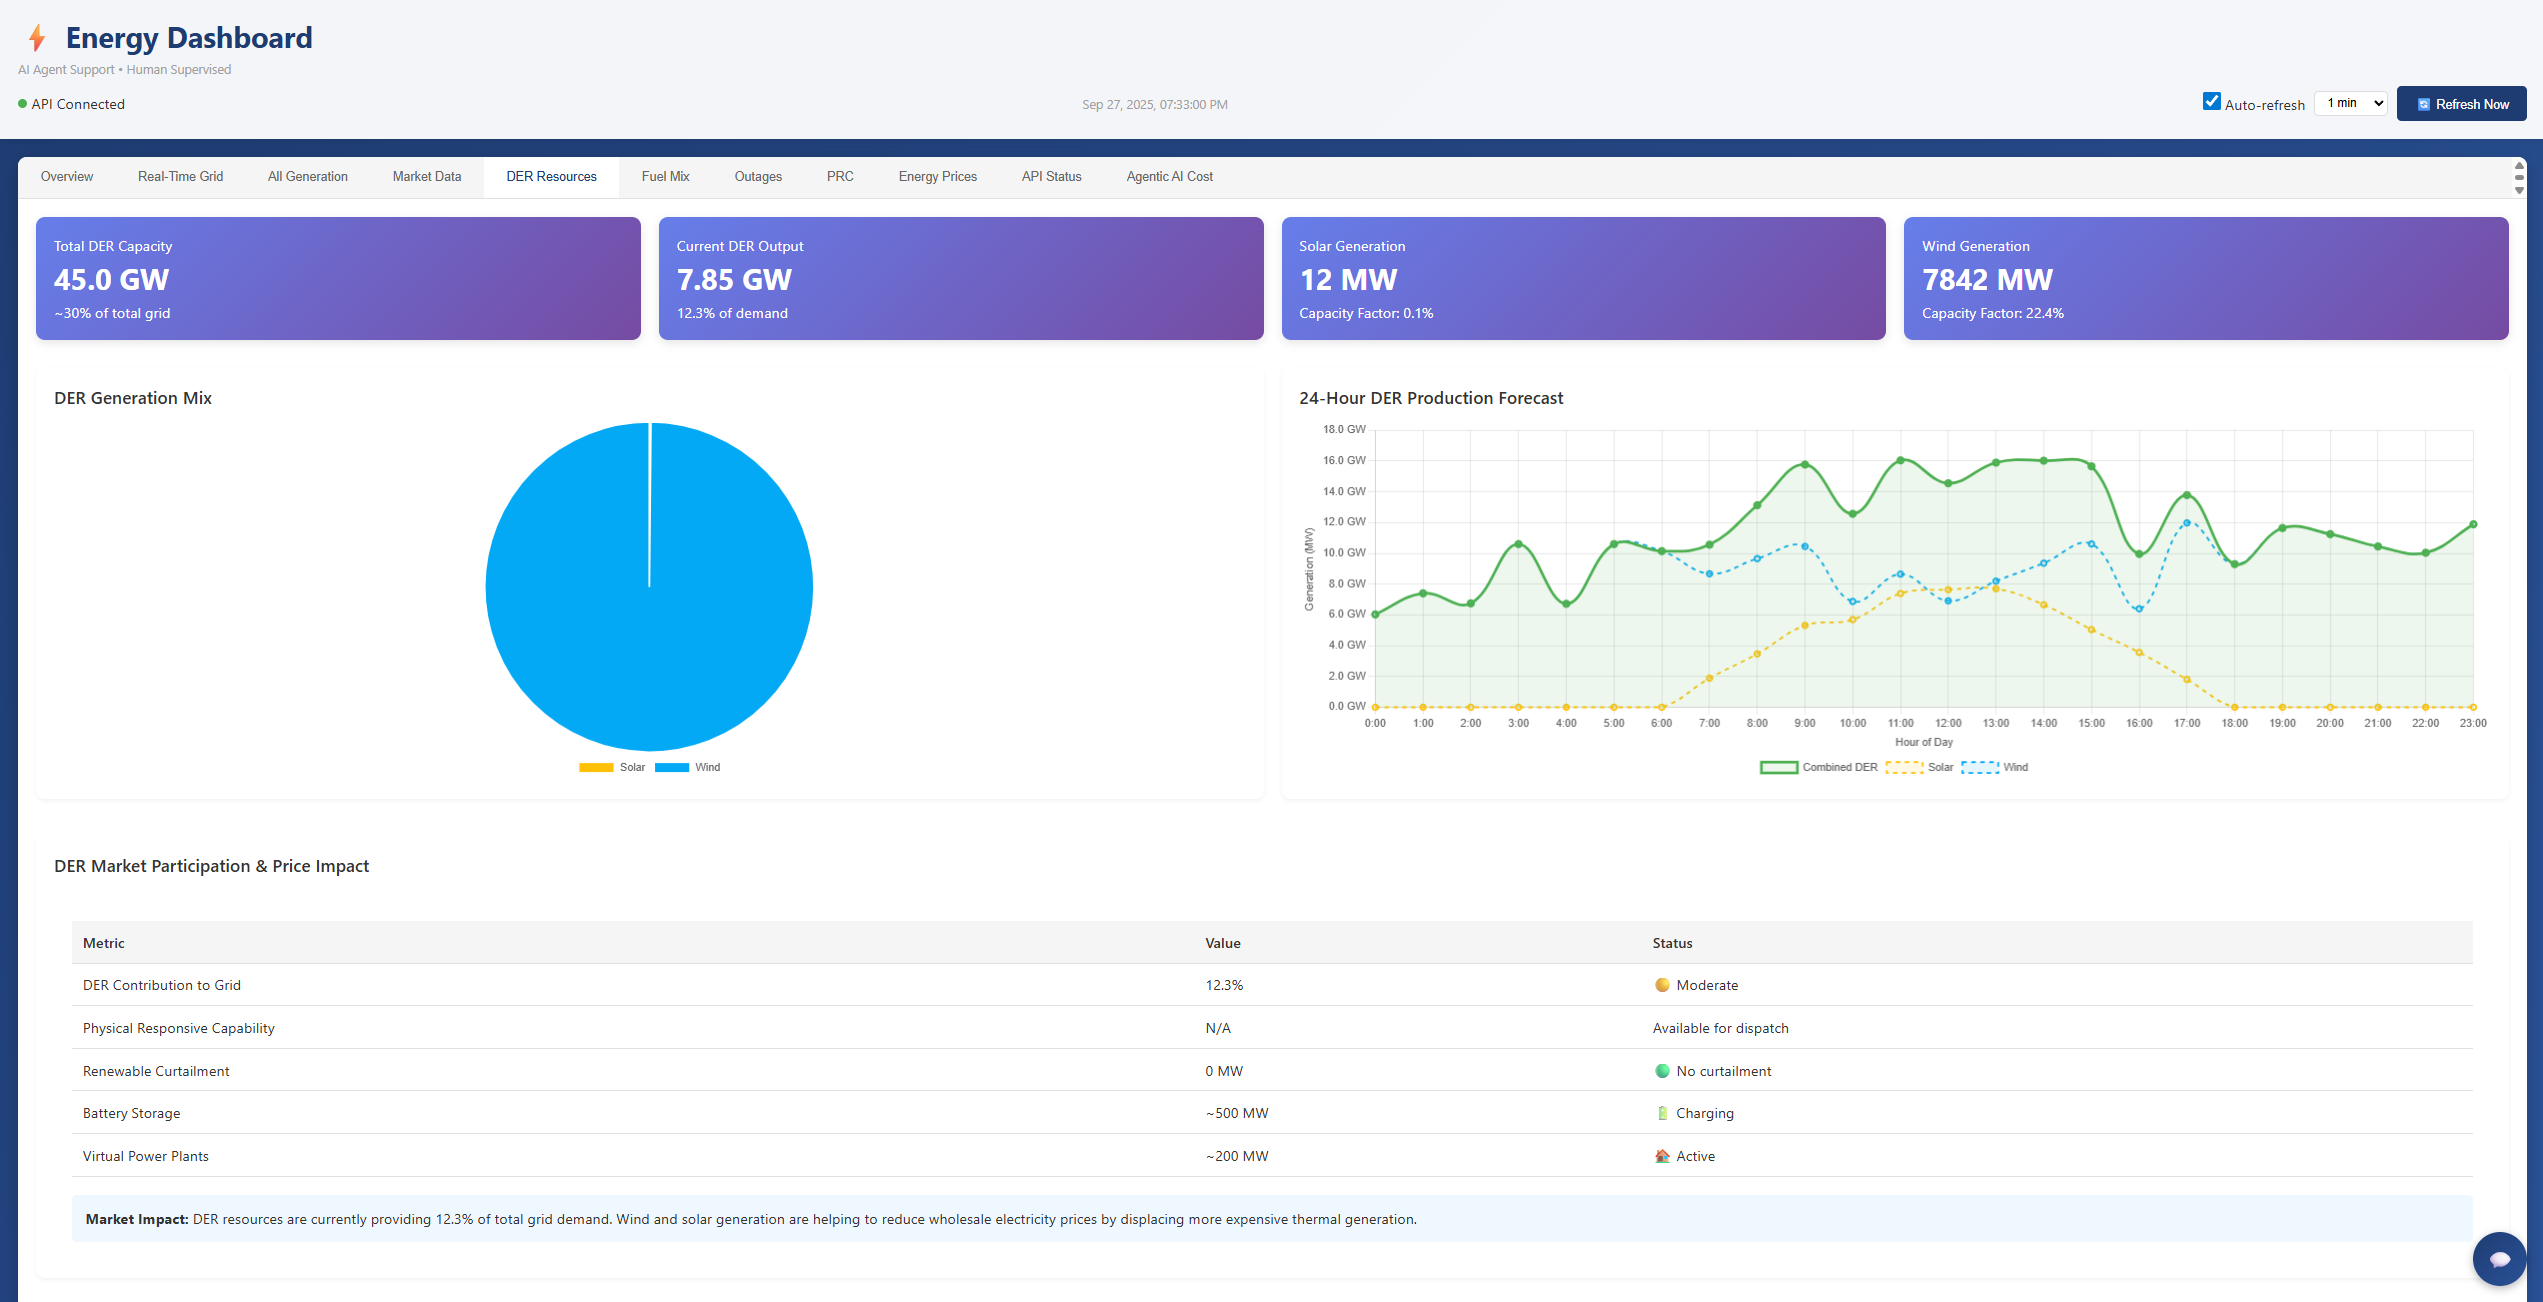 Energy Dashboard
AI Agent Support • Human Supervised
API Connected
Sep 27, 2025, 07:33:00 PM
Auto-refresh
1 min
Refresh Now
Overview
Real-Time Grid
All Generation
Market Data
DER Resources
Fuel Mix
Outages
PRC
Energy Prices
API Status
Agentic AI Cost
Total DER Capacity
45.0 GW
~30% of total grid
Current DER Output
7.85 GW
12.3% of demand
Solar Generation
12 MW
Capacity Factor: 0.1%
Wind Generation
7842 MW
Capacity Factor: 22.4%
DER Generation Mix
Solar
Wind
24-Hour DER Production Forecast
Generation (MW)
18.0 GW
16.0 GW
14.0 GW
12.0 GW
10.0 GW
8.0 GW
6.0 GW
4.0 GW
2.0 GW
0.0 GW
0:00 1:00 2:00 3:00 4:00 5:00 6:00 7:00 8:00 9:00 10:00 11:00 12:00 13:00 14:00 15:00 16:00 17:00 18:00 19:00 20:00 21:00 22:00 23:00
Hour of Day
Combined DER Solar Wind
DER Market Participation & Price Impact
Metric Value Status
DER Contribution to Grid 12.3% Moderate
Physical Responsive Capability N/A Available for dispatch
Renewable Curtailment 0 MW No curtailment
Battery Storage ~500 MW Charging
Virtual Power Plants ~200 MW Active
Market Impact: DER resources are currently providing 12.3% of total grid demand. Wind and solar generation are helping to reduce wholesale electricity prices by displacing more expensive thermal generation.